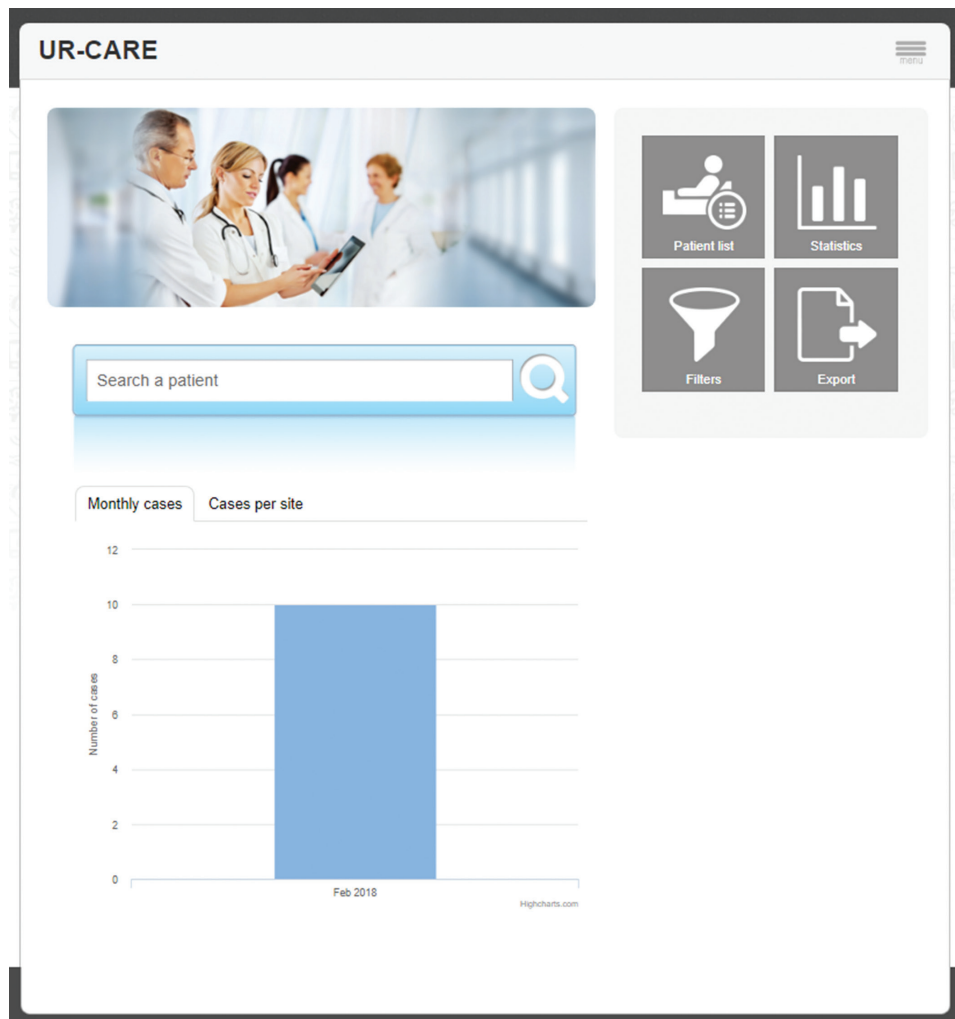 UR-CARE
menu
Patient list
Statistics
Filters
Export
Search a patient
Monthly cases
Cases per site
12
10
8
6
4
2
0
Number of cases
Feb 2018
Highcharts.com